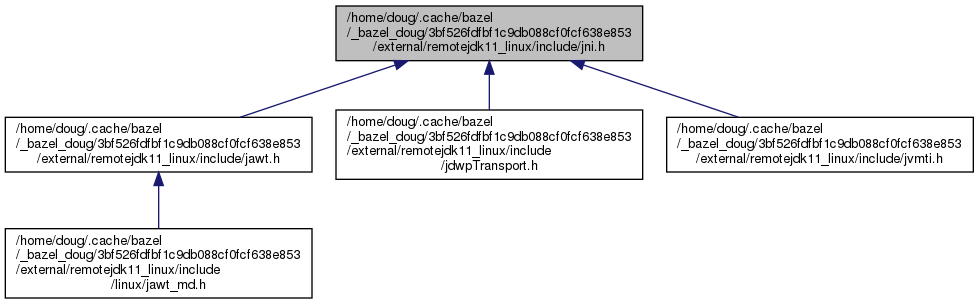 /home/doug/.cache/bazel
/_bazel_doug/3bf526fdfbf1c9db088cf0fcf638e853
/external/remotejdk11_linux/include/jni.h
/home/doug/.cache/bazel
/_bazel_doug/3bf526fdfbf1c9db088cf0fcf638e853
/external/remotejdk11_linux/include/jawt.h
/home/doug/.cache/bazel
/_bazel_doug/3bf526fdfbf1c9db088cf0fcf638e853
/external/remotejdk11_linux/include
/jdwpTransport.h
/home/doug/.cache/bazel
/_bazel_doug/3bf526fdfbf1c9db088cf0fcf638e853
/external/remotejdk11_linux/include/jvmti.h
/home/doug/.cache/bazel
/_bazel_doug/3bf526fdfbf1c9db088cf0fcf638e853
/external/remotejdk11_linux/include
/linux/jawt_md.h